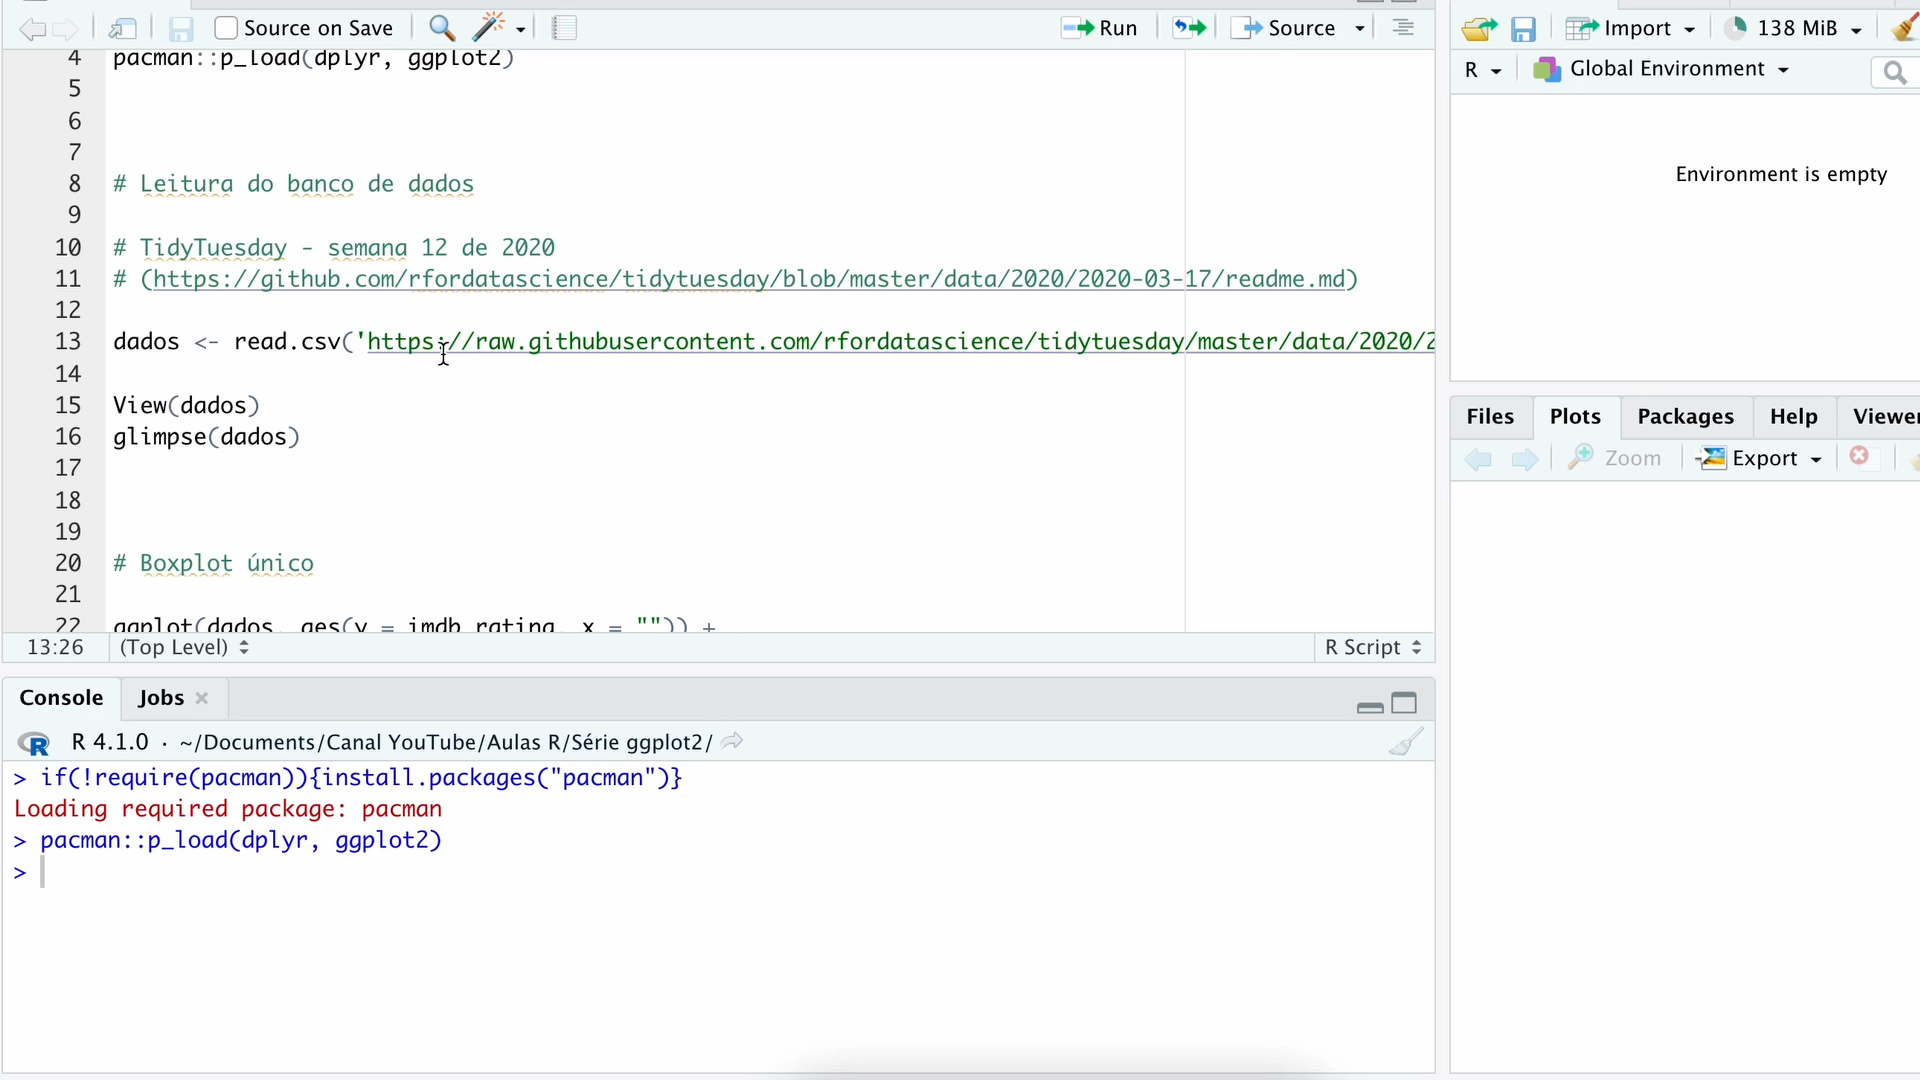 Source on Save
Run
Source
4 pacman::p_load(dplyr, ggplot2)
5
6
7
8 # Leitura do banco de dados
9
10 # TidyTuesday - semana 12 de 2020
11 # (https://github.com/rfordatascience/tidytuesday/blob/master/data/2020/2020-03-17/readme.md)
12
13 dados <- read.csv('https://raw.githubusercontent.com/rfordatascience/tidytuesday/master/data/2020/2
14
15 View(dados)
16 glimpse(dados)
17
18
19
20 # Boxplot único
21
22 ggplot(dados, aes(y = imdb_rating, x = "")) +
13:26 (Top Level) R Script
Console Jobs
R 4.1.0 · ~/Documents/Canal YouTube/Aulas R/Série ggplot2/
> if(!require(pacman)){install.packages("pacman")}
Loading required package: pacman
> pacman::p_load(dplyr, ggplot2)
>
Import 138 MiB
R Global Environment
Environment is empty
Files Plots Packages Help Viewer
Zoom Export